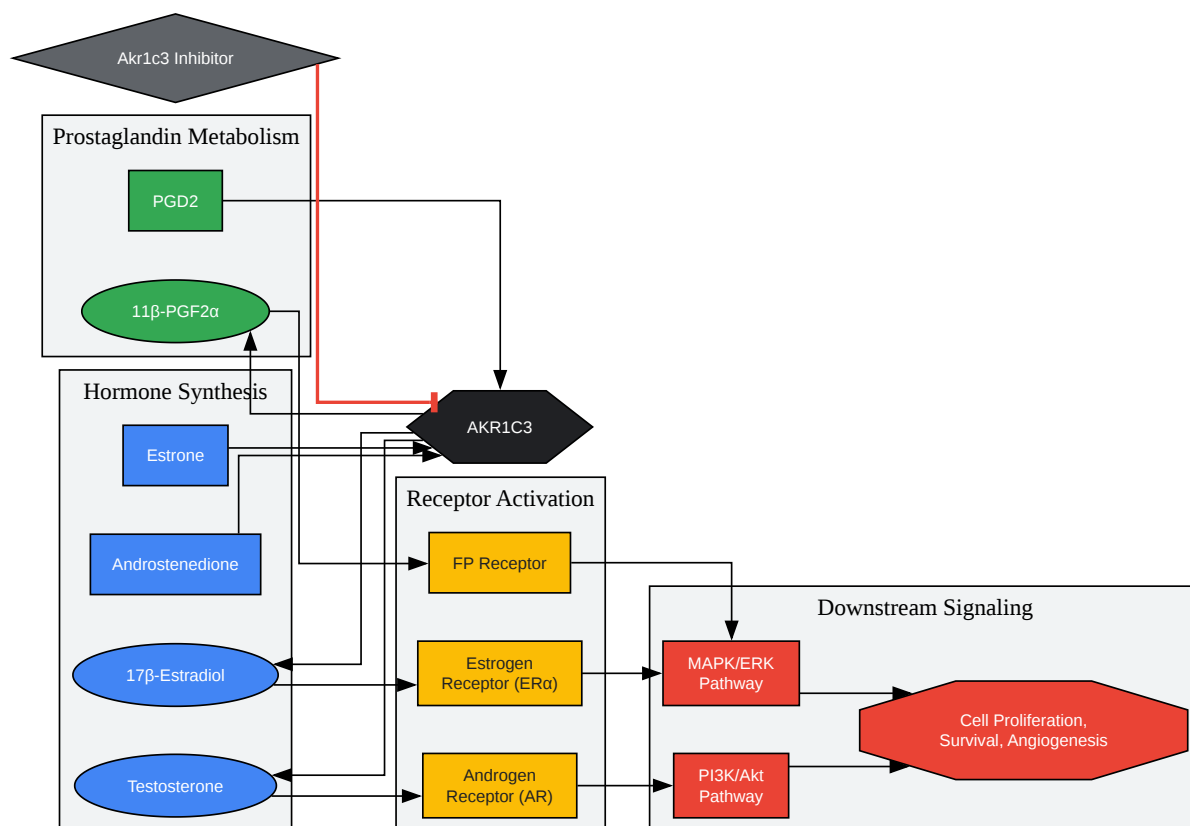 Akr1c3 Inhibitor
Prostaglandin Metabolism
PGD2
11β-PGF2α
Hormone Synthesis
AKR1C3
Estrone
Receptor Activation
Androstenedione
FP Receptor
Downstream Signaling
17β-Estradiol
Estrogen
Receptor (ERα)
MAPK/ERK
Pathway
Cell Proliferation,
Survival, Angiogenesis
Testosterone
Androgen
Receptor (AR)
PI3K/Akt
Pathway